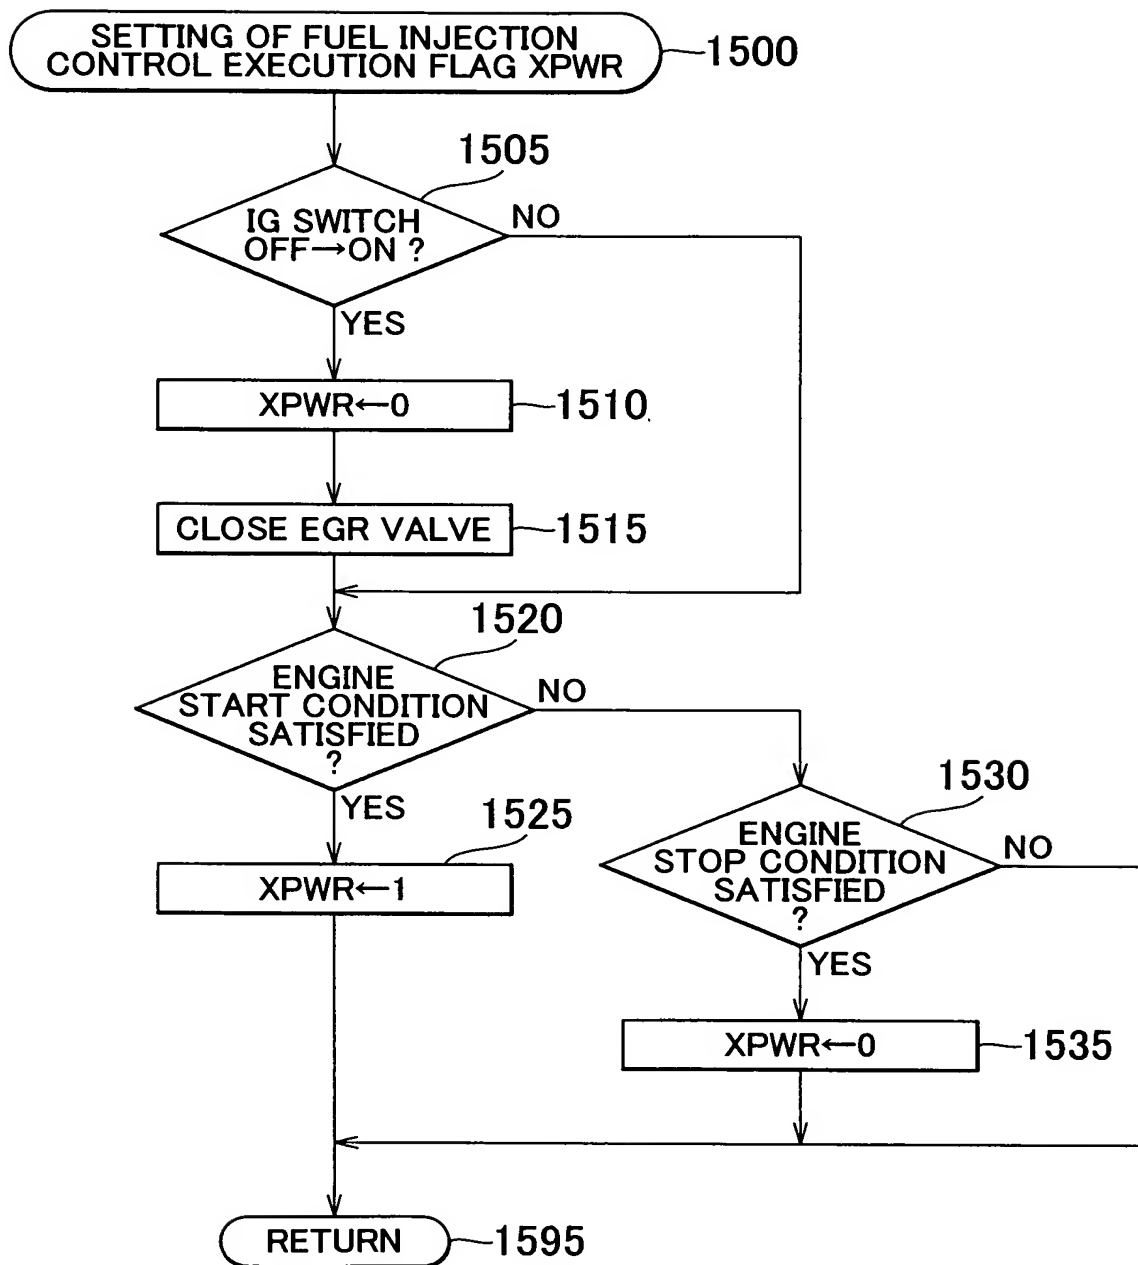 SETTING OF FUEL INJECTION
CONTROL EXECUTION FLAG XPWR
1500
1505
IG SWITCH
OFF→ON ?
NO
YES
XPWR←0
1510
CLOSE EGR VALVE
1515
1520
ENGINE
START CONDITION
SATISFIED
?
NO
YES
1525
XPWR←1
1530
ENGINE
STOP CONDITION
SATISFIED
?
NO
YES
XPWR←0
1535
RETURN
1595